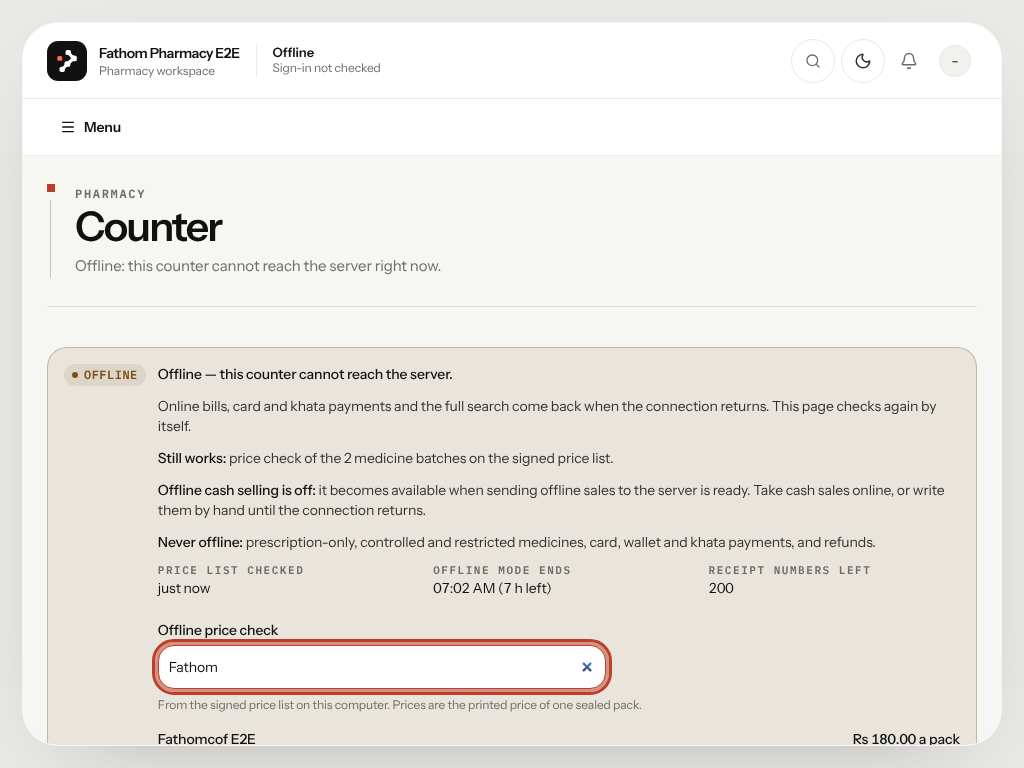 Fathom Pharmacy E2E
Pharmacy workspace
Offline
Sign-in not checked
-
Menu
PHARMACY
Counter
Offline: this counter cannot reach the server right now.
OFFLINE
Offline — this counter cannot reach the server.
Online bills, card and khata payments and the full search come back when the connection returns. This page checks again by
itself.
Still works: price check of the 2 medicine batches on the signed price list.
Offline cash selling is off: it becomes available when sending offline sales to the server is ready. Take cash sales online, or write
them by hand until the connection returns.
Never offline: prescription-only, controlled and restricted medicines, card, wallet and khata payments, and refunds.
PRICE LIST CHECKED
just now
OFFLINE MODE ENDS
07:02 AM (7 h left)
RECEIPT NUMBERS LEFT
200
Offline price check
Fathom
From the signed price list on this computer. Prices are the printed price of one sealed pack.
Fathomcof E2E
Rs 180.00 a pack